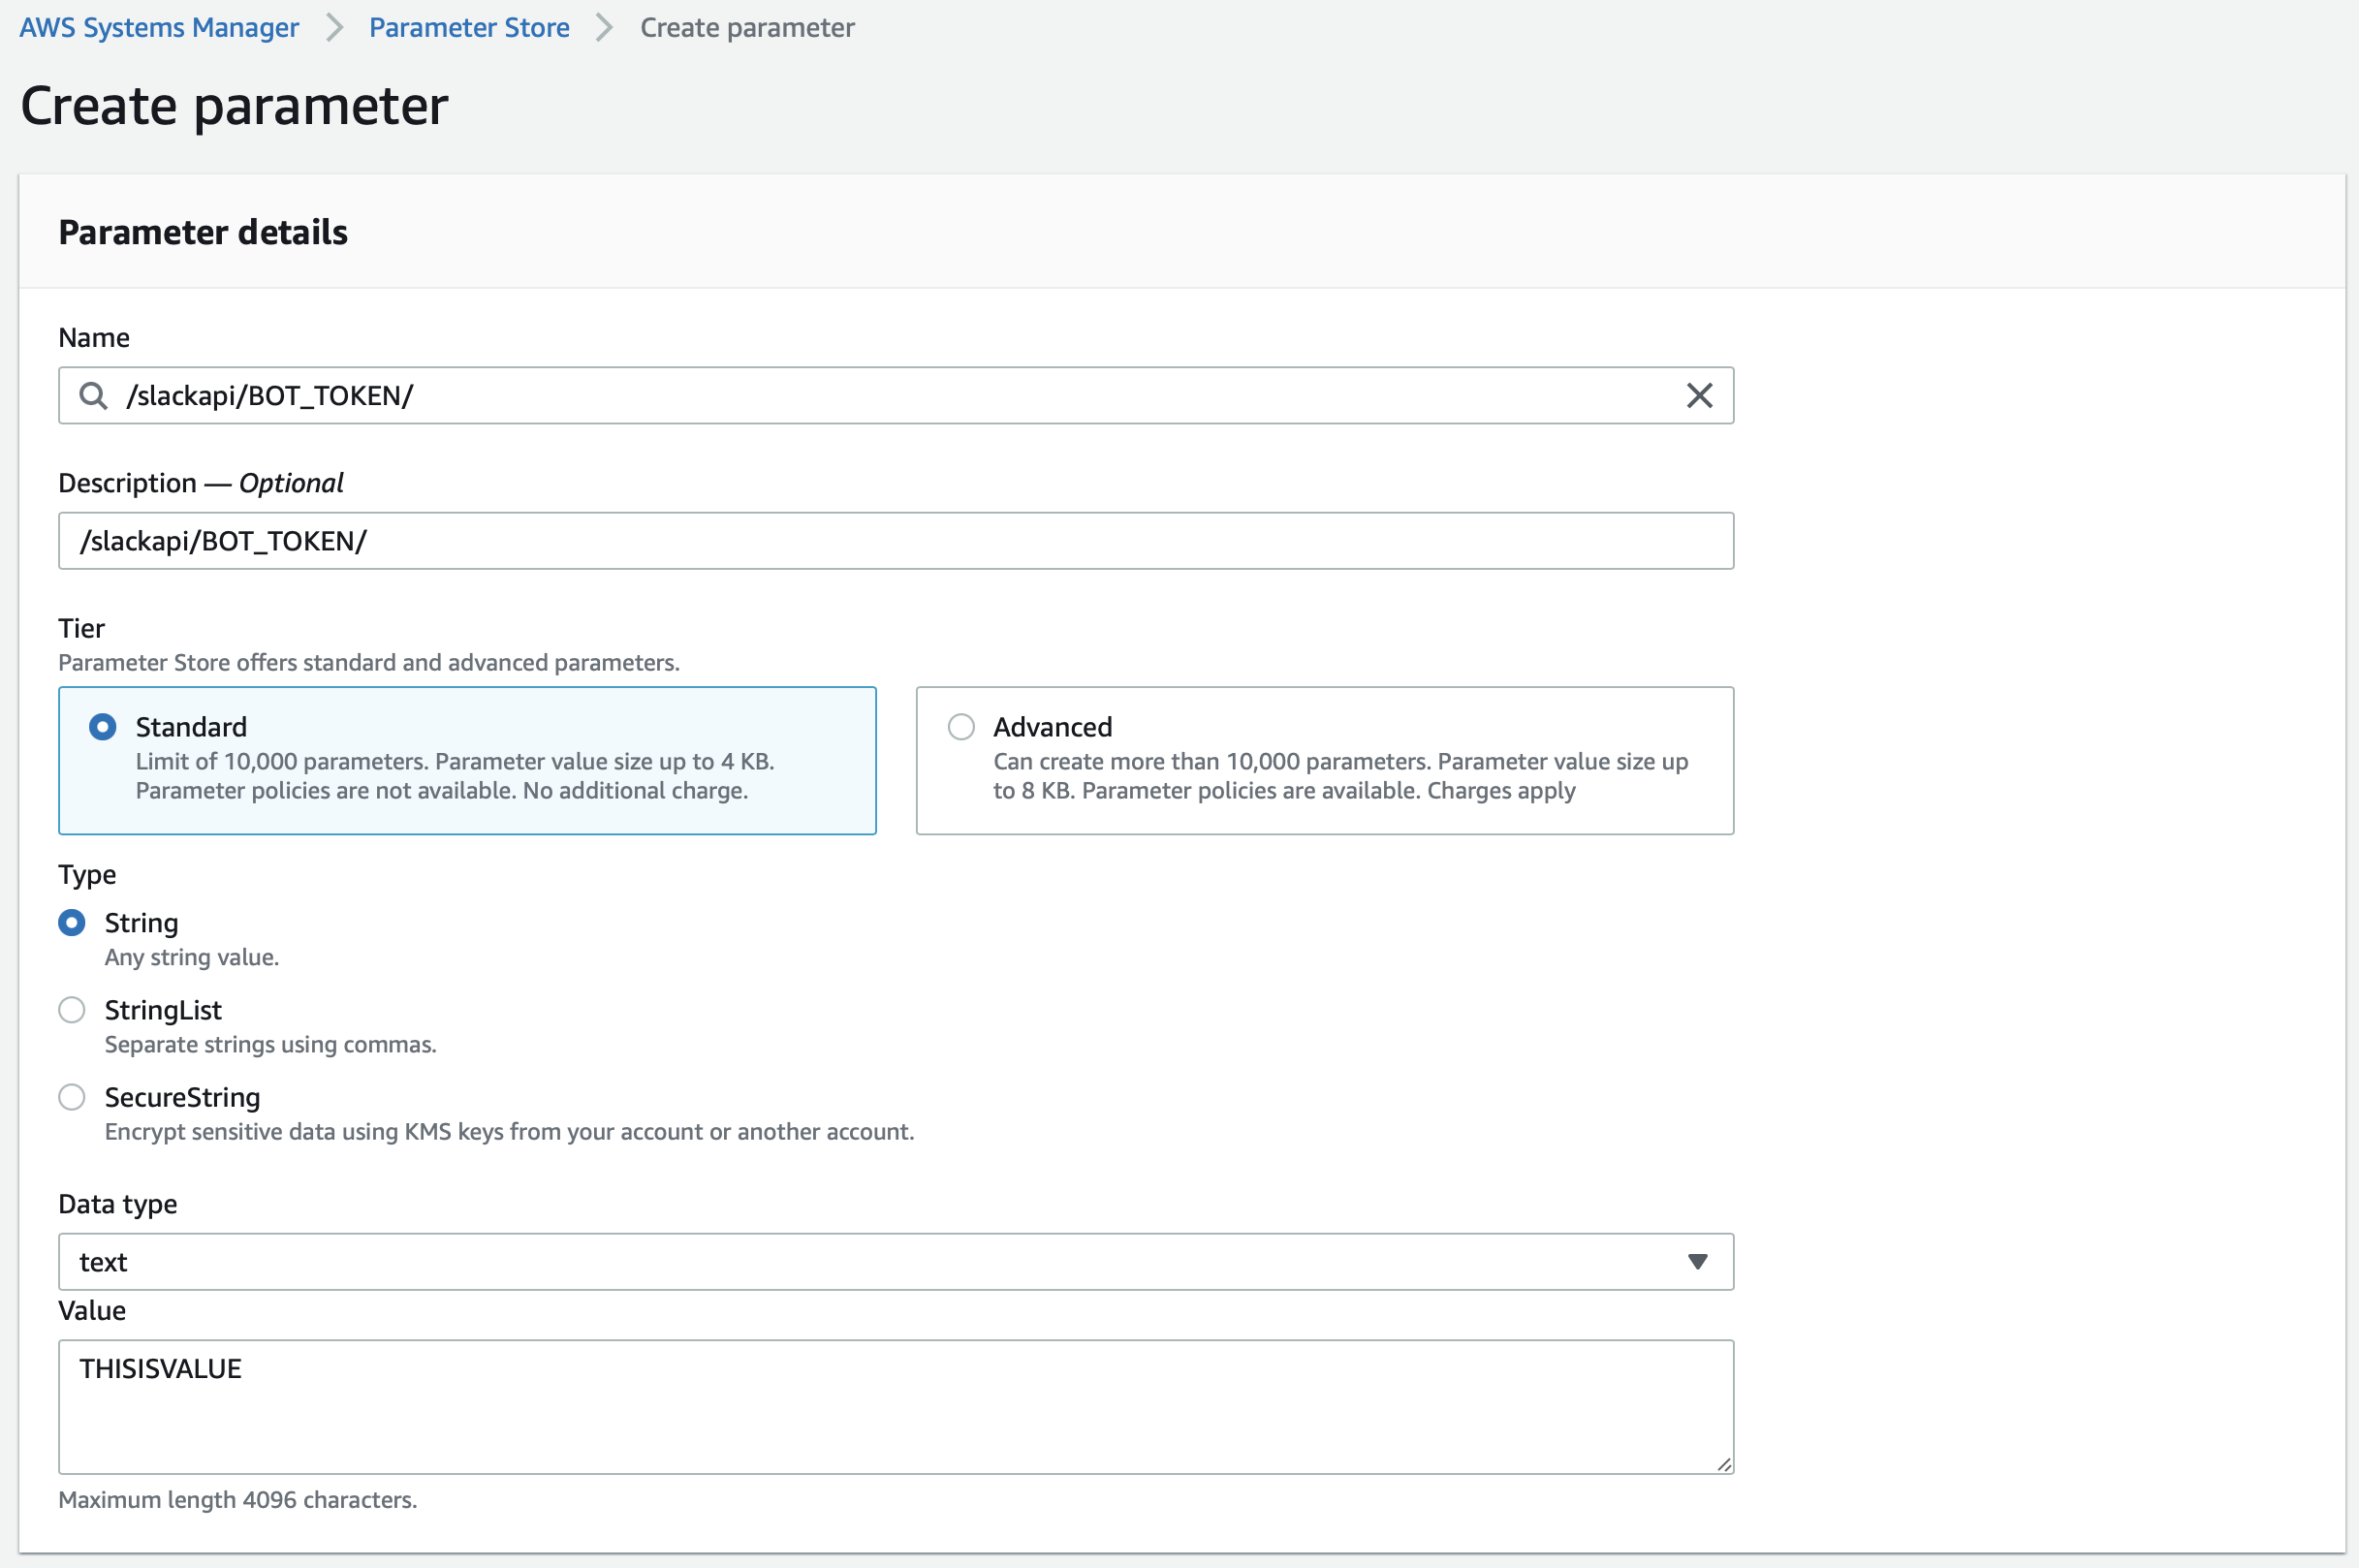 AWS Systems Manager > Parameter Store > Create parameter
Create parameter
Parameter details
Name
/slackapi/BOT_TOKEN/
Description — Optional
/slackapi/BOT_TOKEN/
Tier
Parameter Store offers standard and advanced parameters.
Standard
Limit of 10,000 parameters. Parameter value size up to 4 KB.
Parameter policies are not available. No additional charge.
Advanced
Can create more than 10,000 parameters. Parameter value size up
to 8 KB. Parameter policies are available. Charges apply
Type
String
Any string value.
StringList
Separate strings using commas.
SecureString
Encrypt sensitive data using KMS keys from your account or another account.
Data type
text
Value
THISISVALUE
Maximum length 4096 characters.